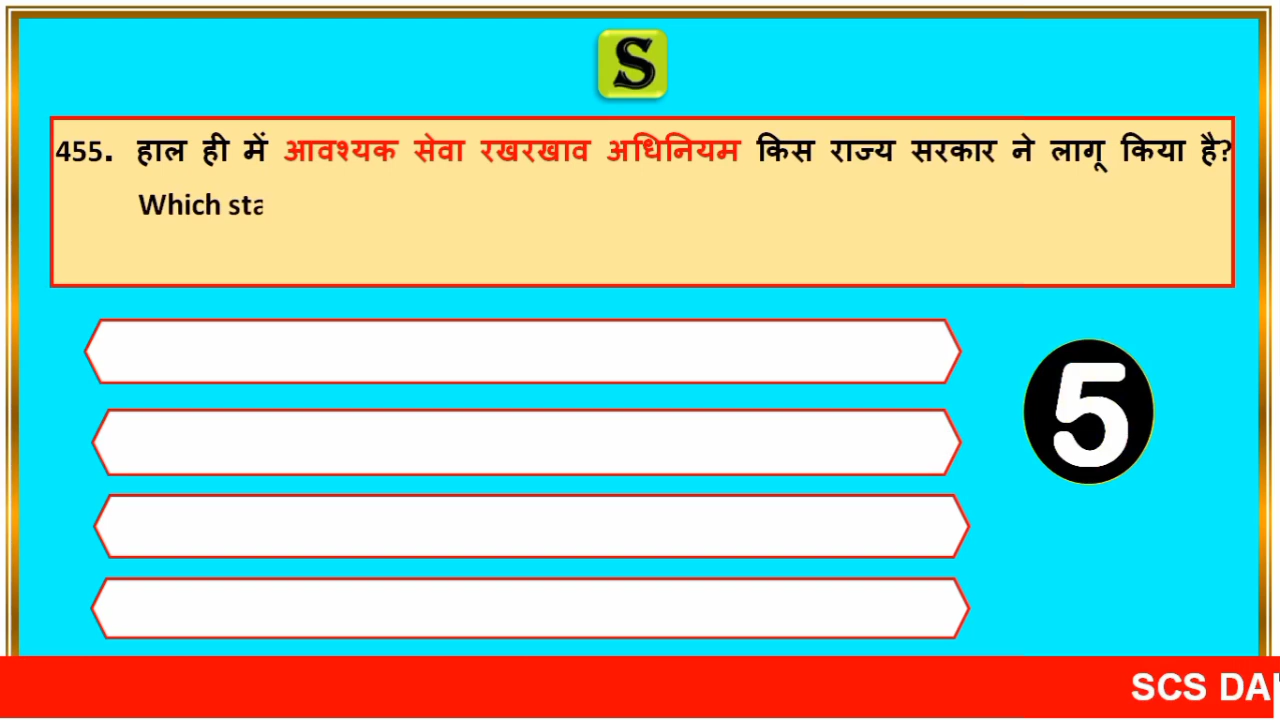 S
455. हाल ही में आवश्यक सेवा रखरखाव अधिनियम किस राज्य सरकार ने लागू किया है?
Which sta
5
SCS DA